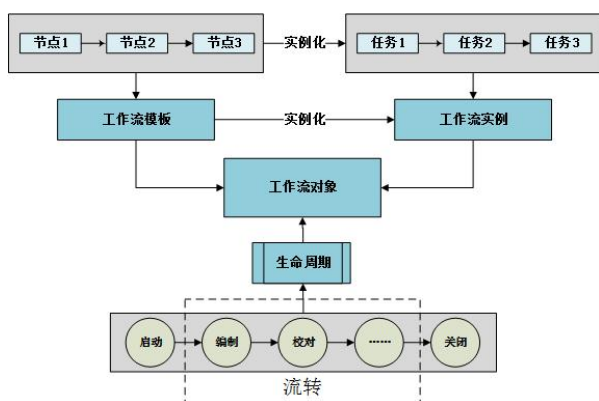 节点1 节点2 节点3 实例化 任务1 任务2 任务3
工作流模板 实例化 工作流实例
工作流对象
生命周期
启动 编制 校对 …… 关闭
流转